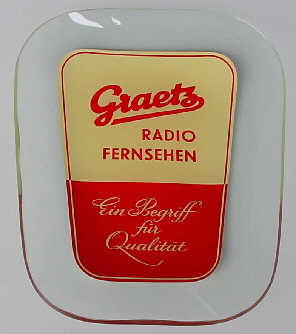 Graetz
RADIO
FERNSEHEN
Ein Begriff
für
Qualität